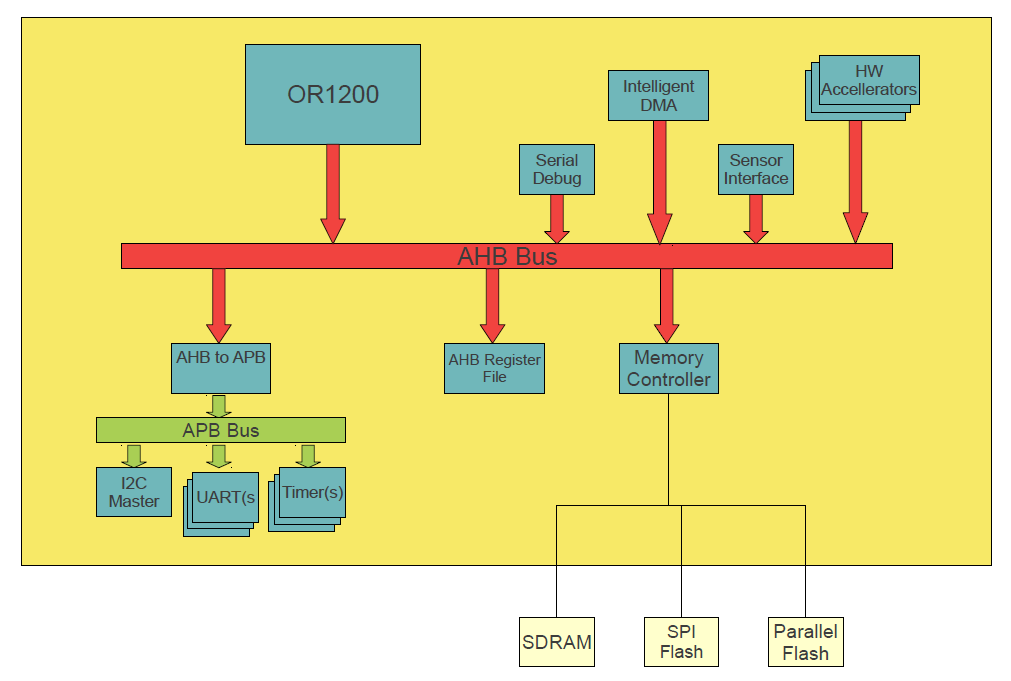 OR1200
Intelligent
DMA
HW
Accellerators
Serial
Debug
Sensor
Interface
AHB Bus
AHB to APB
AHB Register
File
Memory
Controller
APB Bus
I2C
Master
UART(s
Timer(s)
SDRAM
SPI
Flash
Parallel
Flash